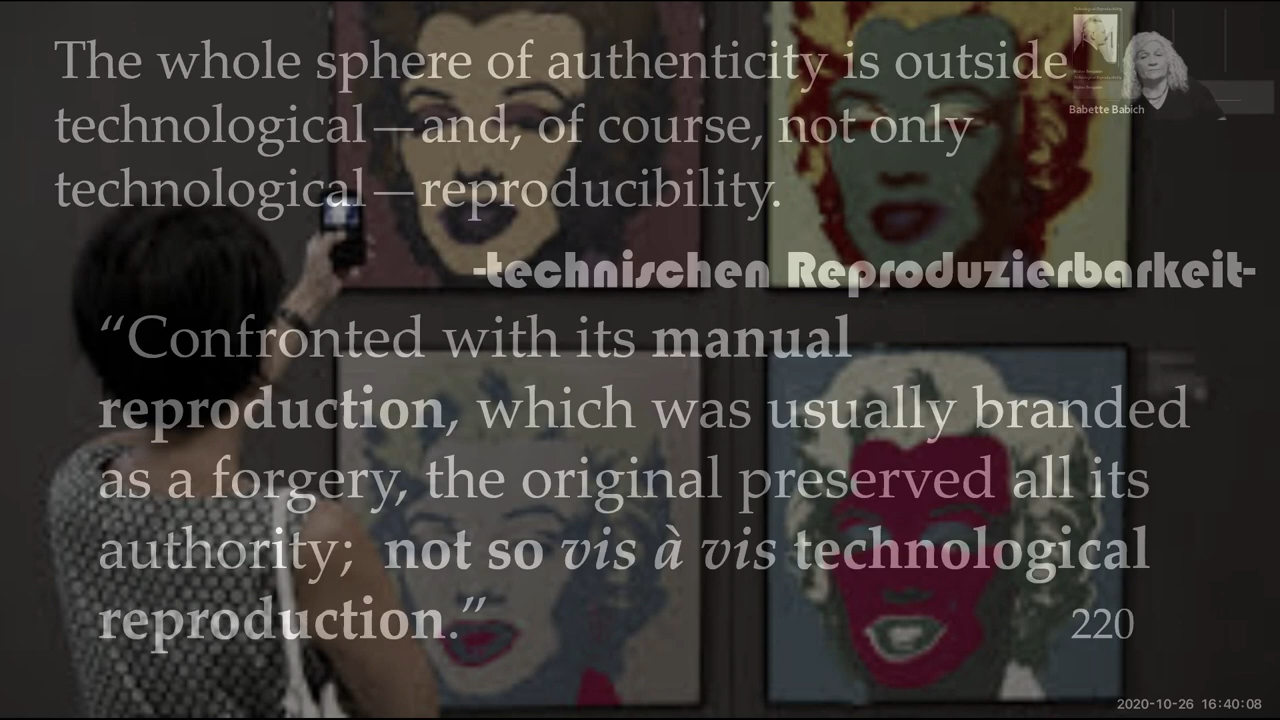 The whole sphere of authenticity is outside
technological—and, of course, not only
technological—reproducibility.
-technischen Reproduzierbarkeit-
“Confronted with its manual
reproduction, which was usually branded
as a forgery, the original preserved all its
authority; not so vis à vis technological
reproduction.”
220
Babette Babich
2020-10-26 16:40:08